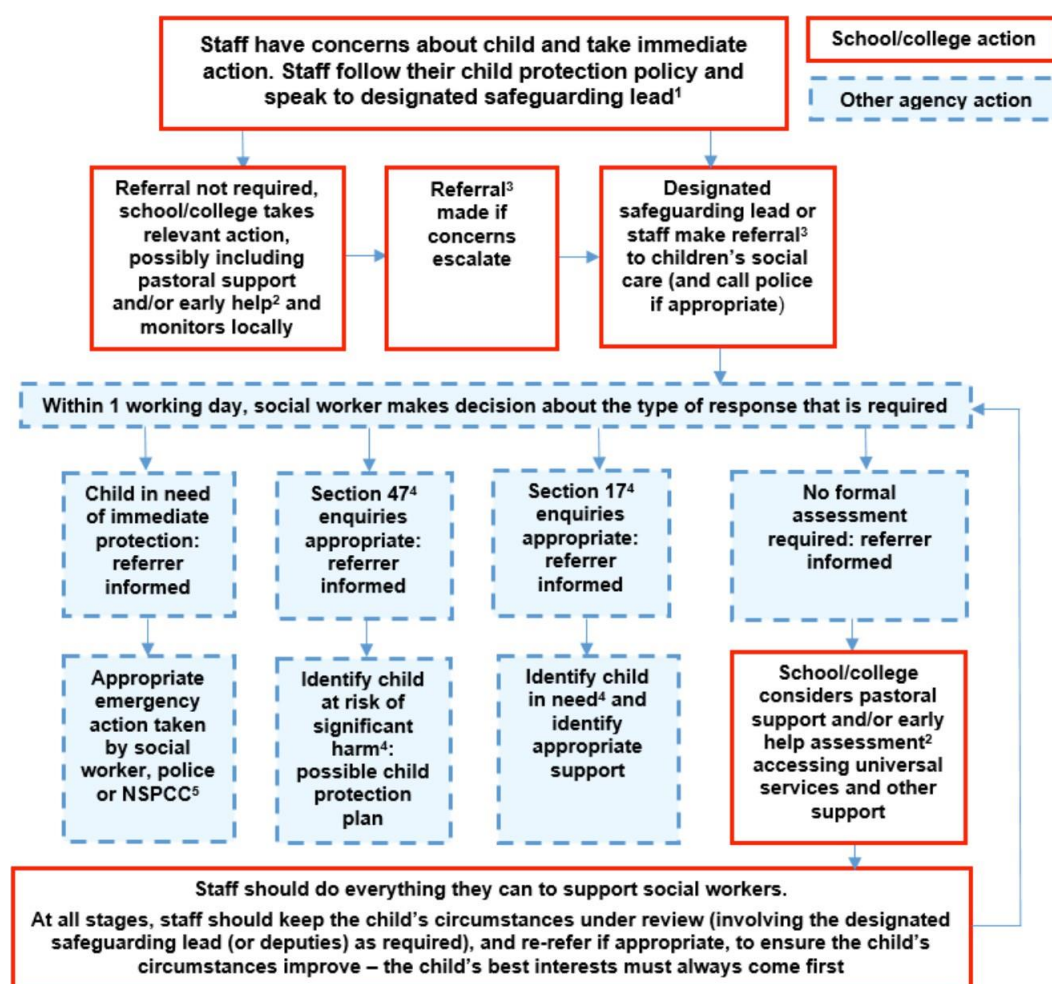 Staff have concerns about child and take immediate
action. Staff follow their child protection policy and
speak to designated safeguarding lead¹
School/college action
Other agency action
Referral not required,
school/college takes
relevant action,
possibly including
pastoral support
and/or early help² and
monitors locally
Referral³
made if
concerns
escalate
Designated
safeguarding lead or
staff make referral³
to children’s social
care (and call police
if appropriate)
Within 1 working day, social worker makes decision about the type of response that is required
Child in need
of immediate
protection:
referrer
informed
Section 47⁴
enquiries
appropriate:
referrer
informed
Section 17⁴
enquiries
appropriate:
referrer
informed
No formal
assessment
required: referrer
informed
Appropriate
emergency
action taken
by social
worker, police
or NSPCC⁵
Identify child
at risk of
significant
harm⁴:
possible child
protection
plan
Identify child
in need⁴ and
identify
appropriate
support
School/college
considers pastoral
support and/or early
help assessment²
accessing universal
services and other
support
Staff should do everything they can to support social workers.
At all stages, staff should keep the child’s circumstances under review (involving the designated
safeguarding lead (or deputies) as required), and re-refer if appropriate, to ensure the child’s
circumstances improve – the child’s best interests must always come first